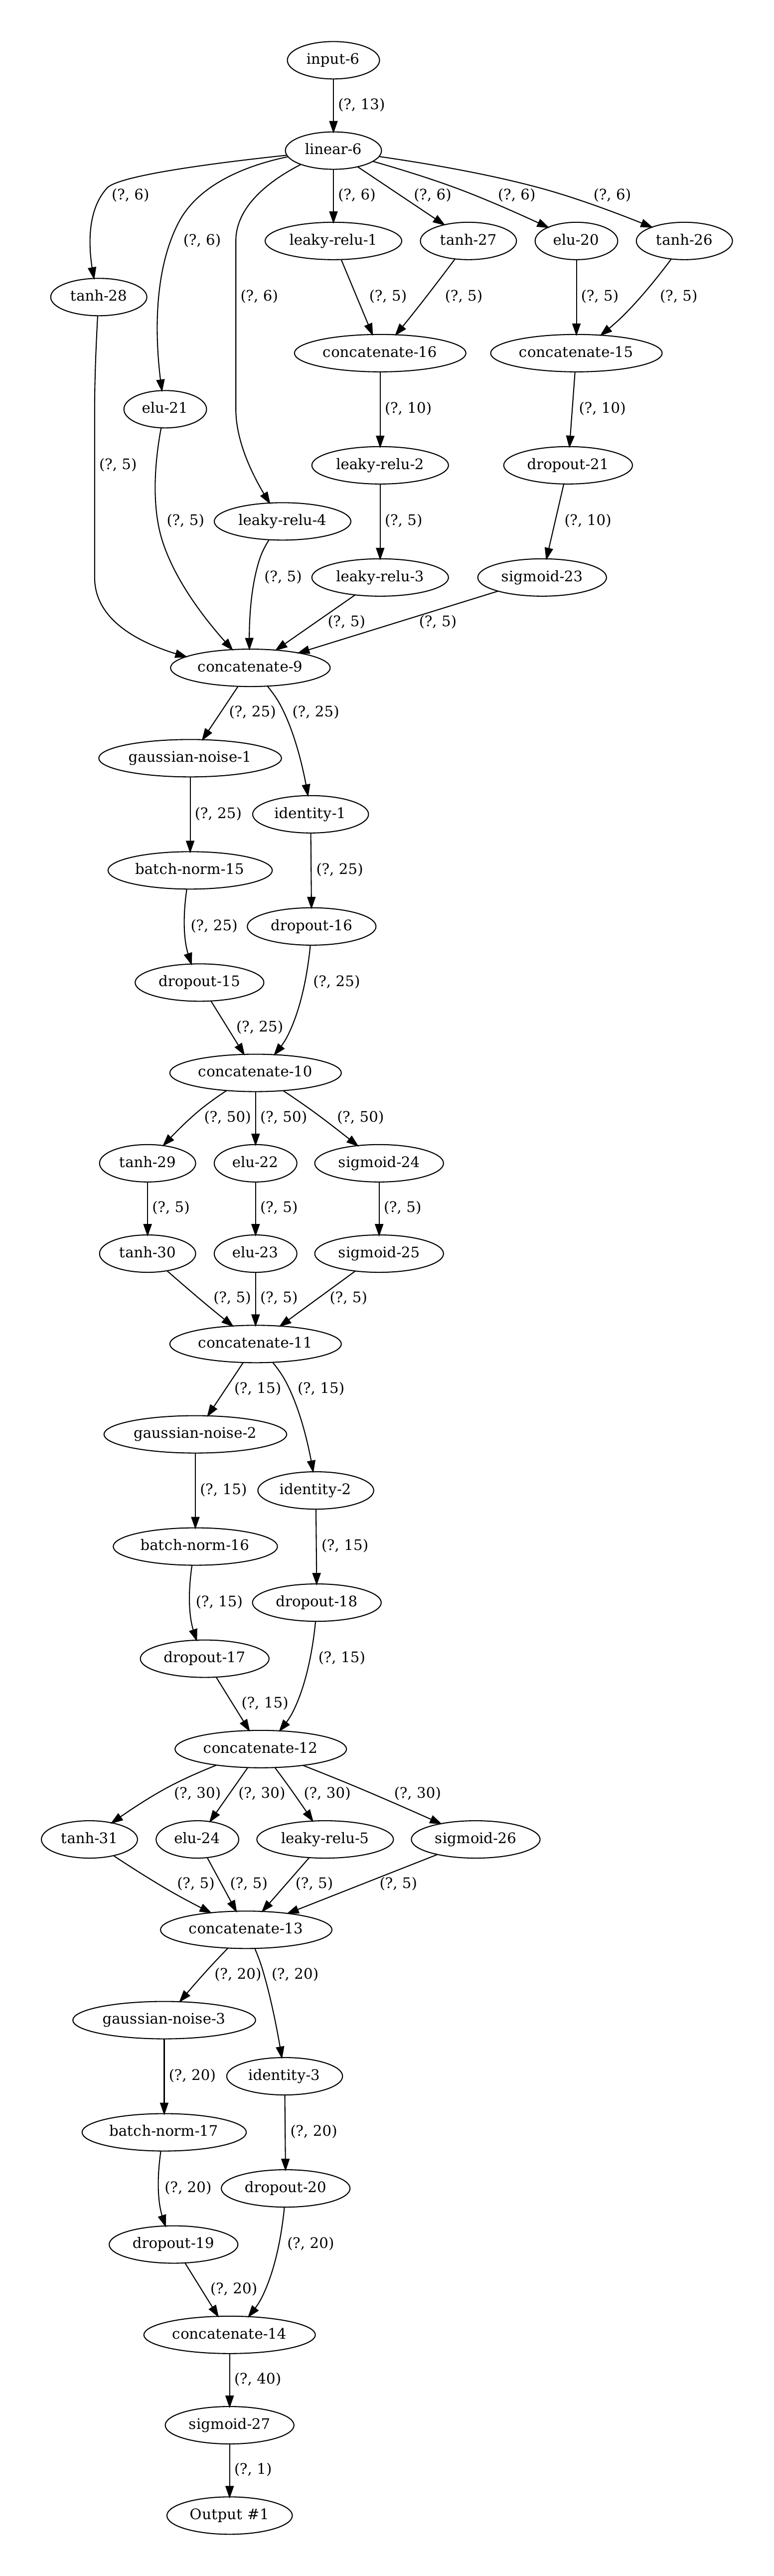 input-6
(?, 13)
linear-6
(?, 6)
(?, 6)
(?, 6)
(?, 6)
(?, 6)
(?, 6)
(?, 6)
leaky-relu-1
tanh-27
elu-20
tanh-26
tanh-28
(?, 5)
(?, 5)
(?, 5)
(?, 5)
concatenate-16
concatenate-15
elu-21
(?, 10)
(?, 10)
(?, 5)
leaky-relu-2
dropout-21
leaky-relu-4
(?, 5)
(?, 5)
(?, 10)
(?, 5)
leaky-relu-3
sigmoid-23
(?, 5)
(?, 5)
concatenate-9
(?, 25)
(?, 25)
gaussian-noise-1
identity-1
(?, 25)
batch-norm-15
(?, 25)
(?, 25)
dropout-16
dropout-15
(?, 25)
(?, 25)
concatenate-10
(?, 50)
(?, 50)
(?, 50)
tanh-29
elu-22
sigmoid-24
(?, 5)
(?, 5)
(?, 5)
tanh-30
elu-23
sigmoid-25
(?, 5)
(?, 5)
(?, 5)
concatenate-11
(?, 15)
(?, 15)
gaussian-noise-2
identity-2
(?, 15)
batch-norm-16
(?, 15)
(?, 15)
dropout-18
dropout-17
(?, 15)
(?, 15)
concatenate-12
(?, 30)
(?, 30)
(?, 30)
(?, 30)
tanh-31
elu-24
leaky-relu-5
sigmoid-26
(?, 5)
(?, 5)
(?, 5)
(?, 5)
concatenate-13
(?, 20)
(?, 20)
gaussian-noise-3
identity-3
(?, 20)
batch-norm-17
(?, 20)
(?, 20)
dropout-20
dropout-19
(?, 20)
(?, 20)
concatenate-14
(?, 40)
sigmoid-27
(?, 1)
Output #1